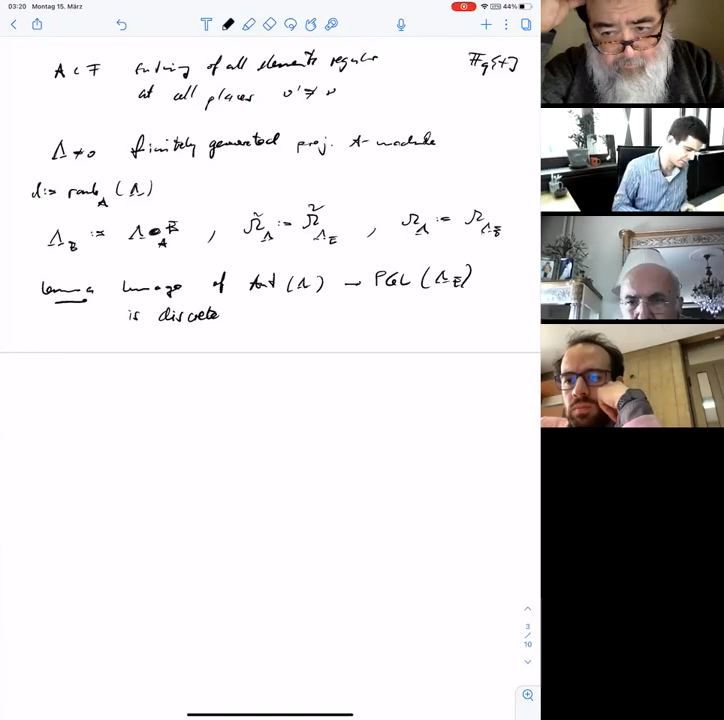 03:20 Montag 15. März
44%
A ⊂ F subring of all elements regular 𝔽_q[t]
at all places v' ≠ v
Λ ≠ 0 finitely generated proj. A-module
d := rank_A (Λ)
Λ_E := Λ ⊗_A E , Ω̃_Λ := Ω̃_{Λ_E} , Ω_Λ := Ω_{Λ_E}
Lemma Image of Aut (Λ) → PGL (Λ_E)
is discrete
3
/
10